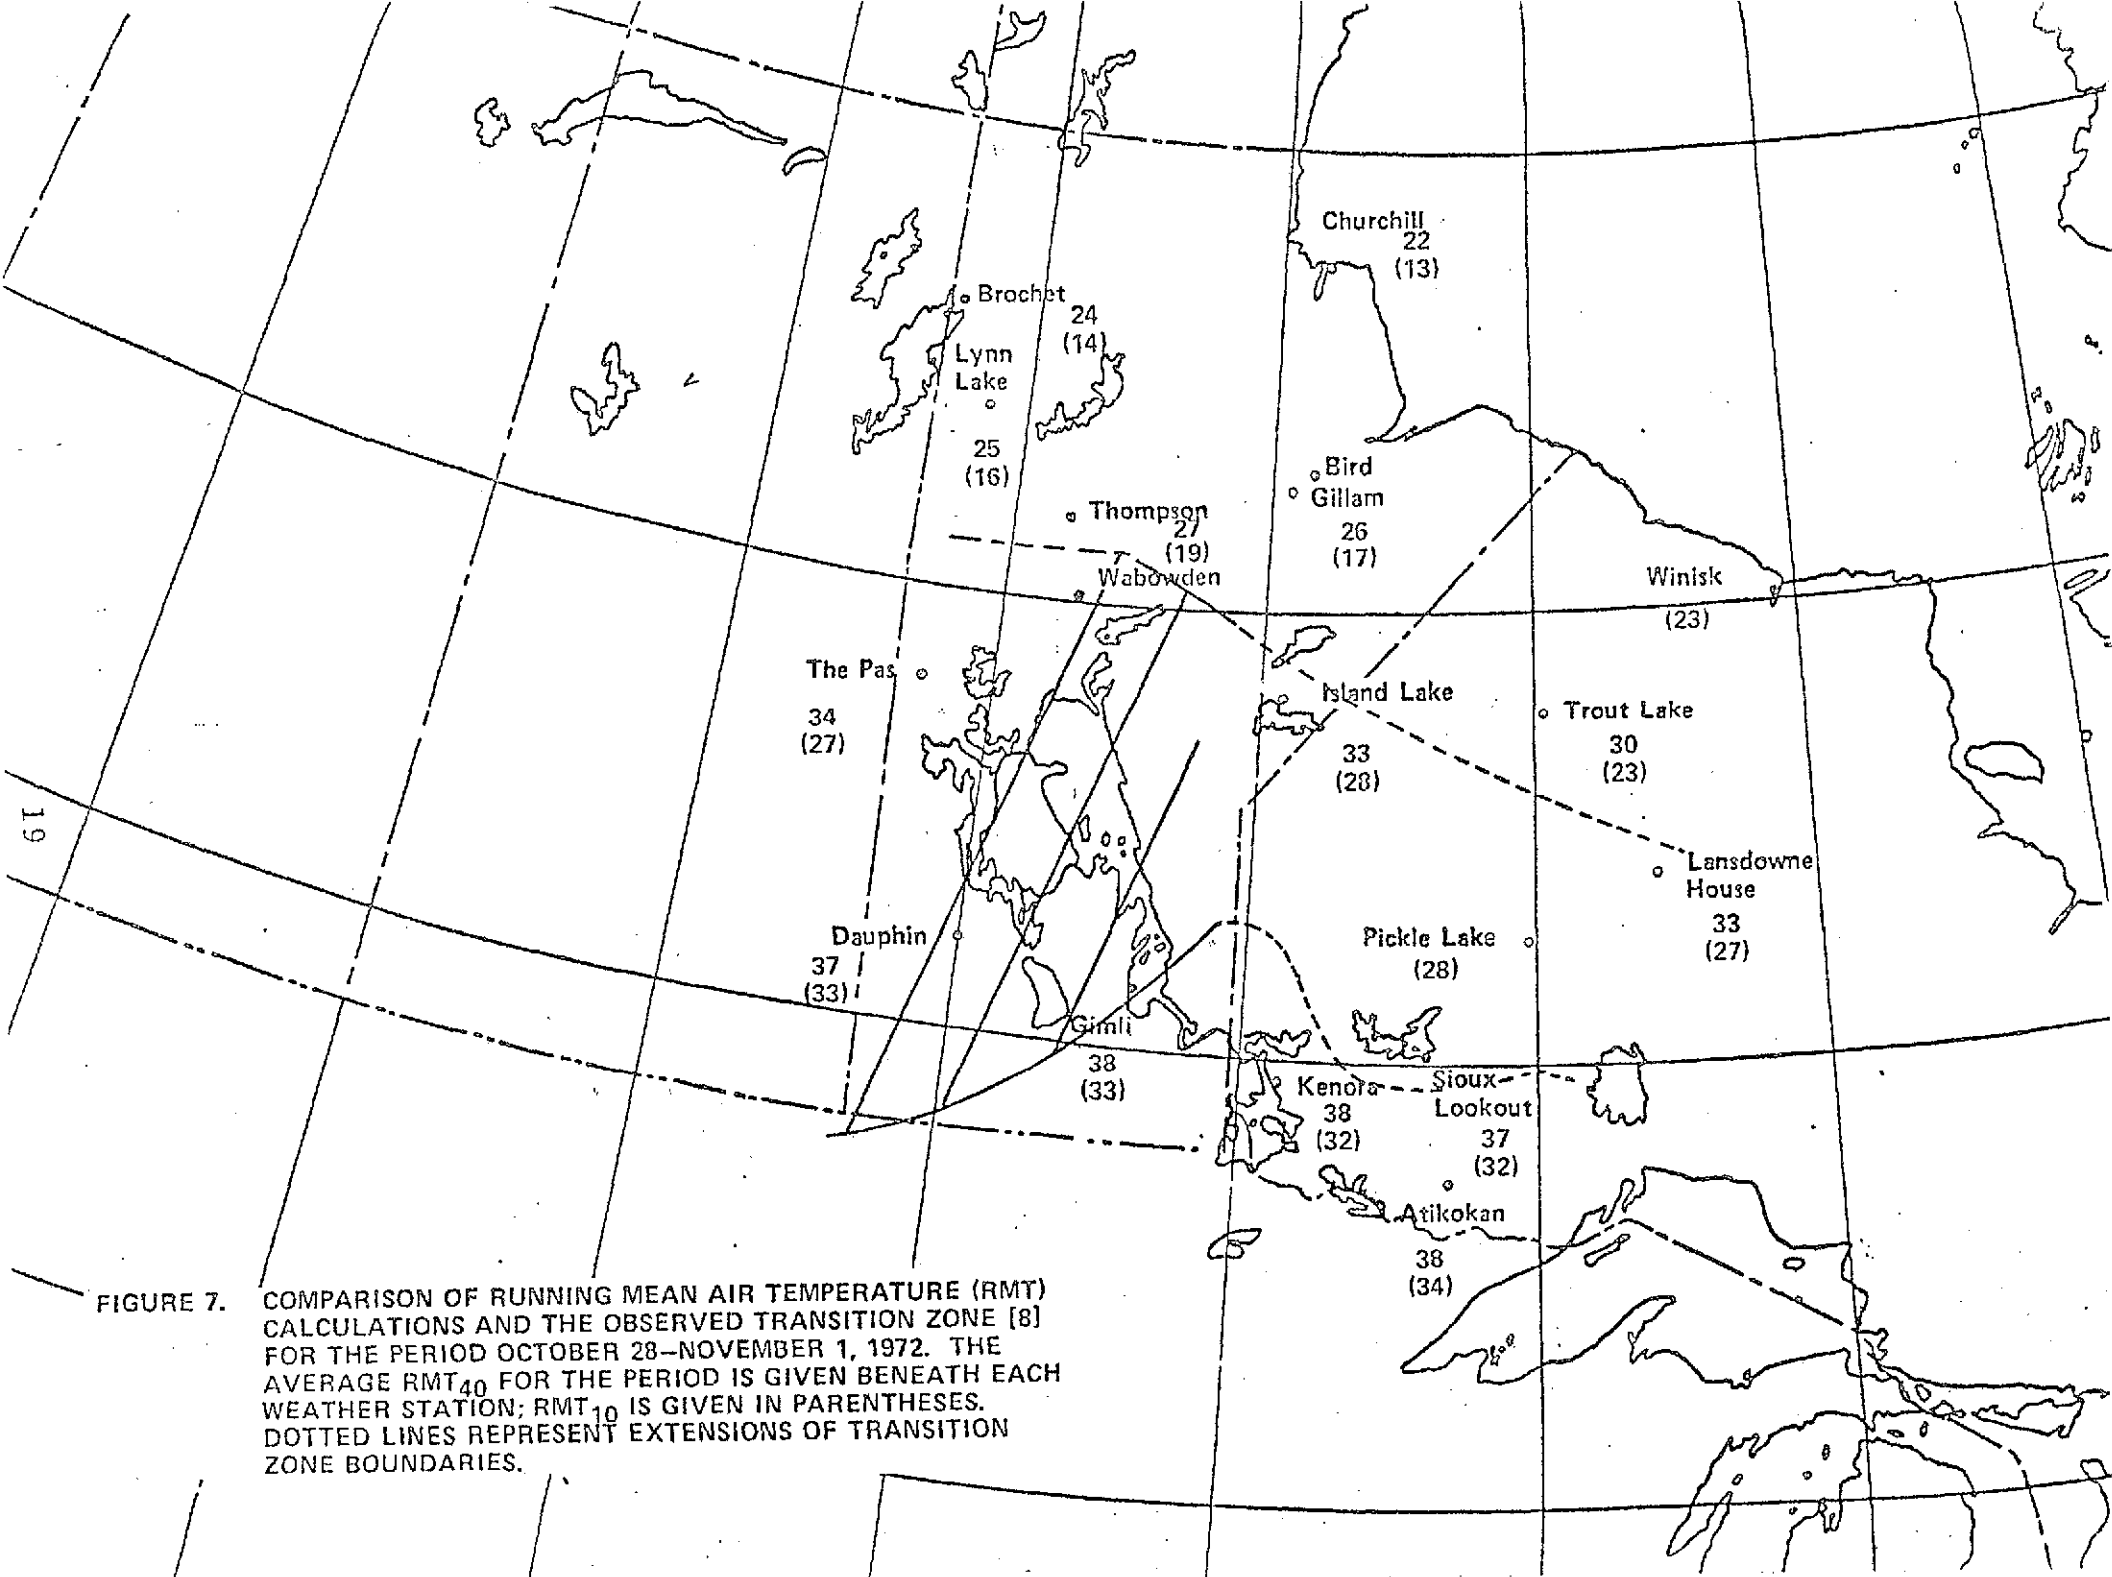 Churchill
22
(13)
Brochet
24
(14)
Lynn
Lake
25
(16)
Bird
Gillam
26
(17)
Thompson
27
(19)
Wabowden
Winisk
(23)
The Pas
34
(27)
Island Lake
33
(28)
Trout Lake
30
(23)
19
Lansdowne
House
33
(27)
Dauphin
37
(33)
Pickle Lake
(28)
Gimli
38
(33)
Kenora
38
(32)
Sioux
Lookout
37
(32)
Atikokan
38
(34)
FIGURE 7. COMPARISON OF RUNNING MEAN AIR TEMPERATURE (RMT)
CALCULATIONS AND THE OBSERVED TRANSITION ZONE [8]
FOR THE PERIOD OCTOBER 28–NOVEMBER 1, 1972. THE
AVERAGE RMT40 FOR THE PERIOD IS GIVEN BENEATH EACH
WEATHER STATION; RMT10 IS GIVEN IN PARENTHESES.
DOTTED LINES REPRESENT EXTENSIONS OF TRANSITION
ZONE BOUNDARIES.